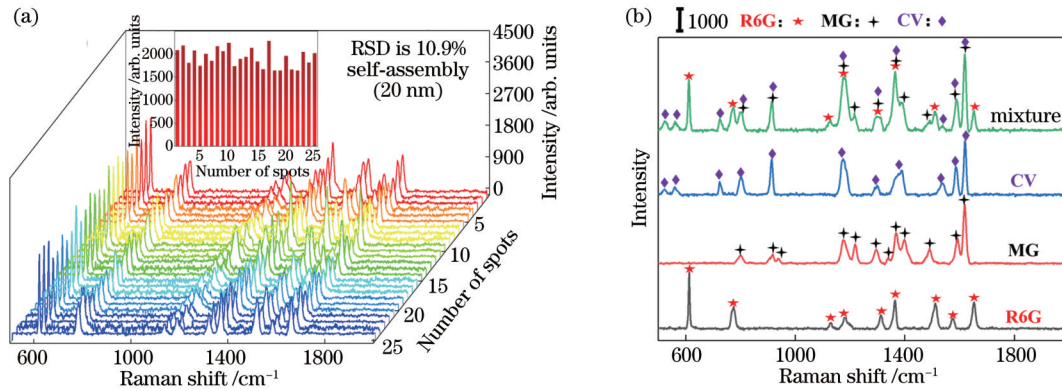 (a)
2000
1500
1000
500
0
Intensity /arb. units
5 10 15 20 25
Number of spots
RSD is 10.9%
self-assembly
(20 nm)
4500
3600
2700
1800
900
0
Intensity /arb. units
5
10
15
20
25
Number of spots
600 1000 1400 1800
Raman shift /cm⁻¹
(b)
1000 R6G: MG: CV:
mixture
CV
MG
R6G
Intensity
600 1000 1400 1800
Raman shift /cm⁻¹